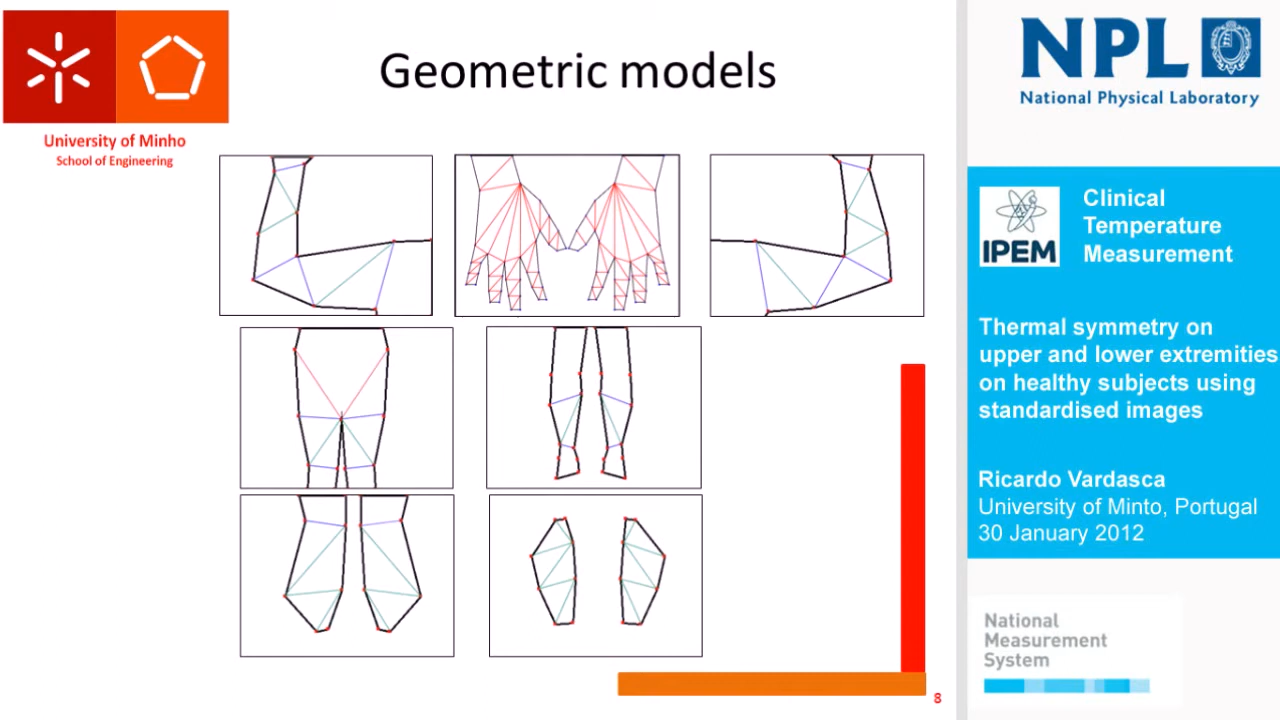 Geometric models
University of Minho
School of Engineering
8
NPL
National Physical Laboratory
IPEM
Clinical
Temperature
Measurement
Thermal symmetry on
upper and lower extremities
on healthy subjects using
standardised images
Ricardo Vardasca
University of Minto, Portugal
30 January 2012
National
Measurement
System